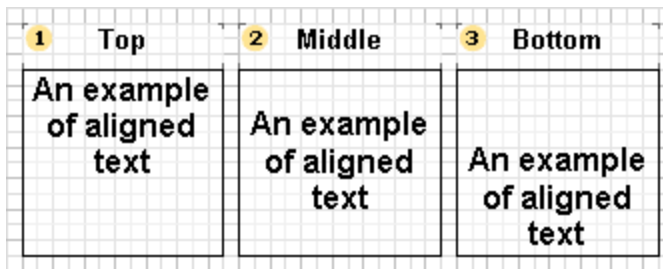 1 Top
An example
of aligned
text
2 Middle
An example
of aligned
text
3 Bottom
An example
of aligned
text